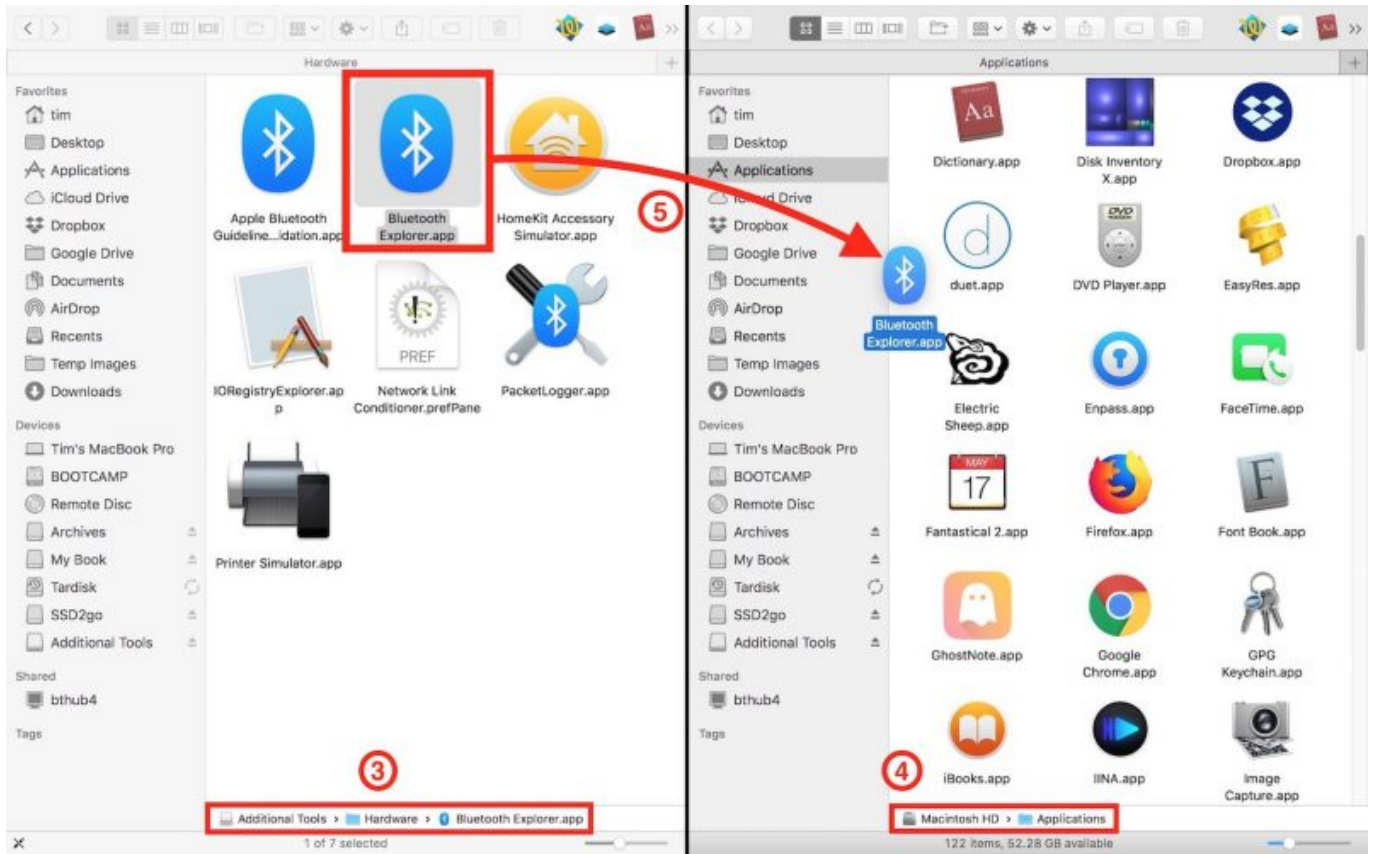 Hardware
Favorites
tim
Desktop
Applications
iCloud Drive
Dropbox
Google Drive
Documents
AirDrop
Recents
Temp Images
Downloads
Devices
Tim's MacBook Pro
BOOTCAMP
Remote Disc
Archives
My Book
Tardisk
SSD2go
Additional Tools
Shared
bthub4
Tags
Apple Bluetooth
Guideline...idation.app
Bluetooth
Explorer.app
HomeKit Accessory
Simulator.app
IORegistryExplorer.ap
p
PREF
Network Link
Conditioner.prefPane
PacketLogger.app
Printer Simulator.app
3
Additional Tools › Hardware › Bluetooth Explorer.app
1 of 7 selected
5
Applications
Favorites
tim
Desktop
Applications
iCloud Drive
Dropbox
Google Drive
Documents
AirDrop
Recents
Temp Images
Downloads
Devices
Tim's MacBook Pro
BOOTCAMP
Remote Disc
Archives
My Book
Tardisk
SSD2go
Additional Tools
Shared
bthub4
Tags
Bluetooth
Explorer.app
Aa
Dictionary.app
Disk Inventory
X.app
Dropbox.app
d
duet.app
DVD
DVD Player.app
EasyRes.app
Electric
Sheep.app
Enpass.app
FaceTime.app
MAY
17
Fantastical 2.app
Firefox.app
F
Font Book.app
GhostNote.app
Google
Chrome.app
GPG
Keychain.app
iBooks.app
IINA.app
Image
Capture.app
4
Macintosh HD › Applications
122 items, 52.28 GB available